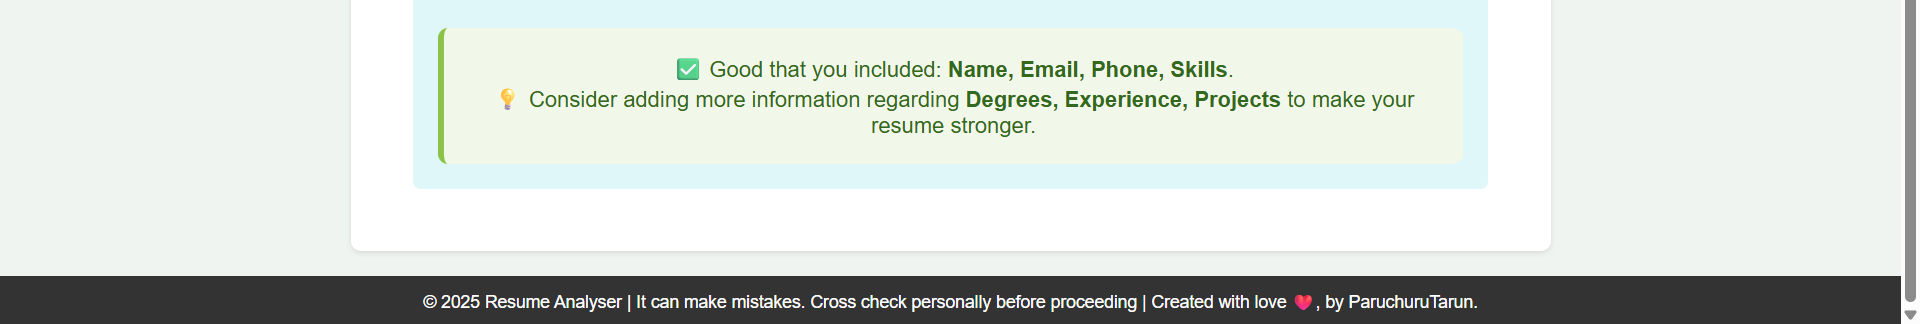 ✅ Good that you included: Name, Email, Phone, Skills.
💡 Consider adding more information regarding Degrees, Experience, Projects to make your
resume stronger.
© 2025 Resume Analyser | It can make mistakes. Cross check personally before proceeding | Created with love ❤️, by ParuchuruTarun.